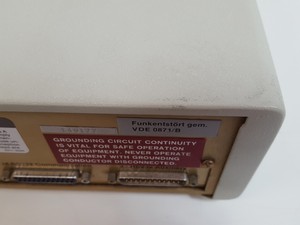 Funkentstört gem.
VDE 0871/B
GROUNDING CIRCUIT CONTINUITY
IS VITAL FOR SAFE OPERATION
OF EQUIPMENT. NEVER OPERATE
EQUIPMENT WITH GROUNDING
CONDUCTOR DISCONNECTED.